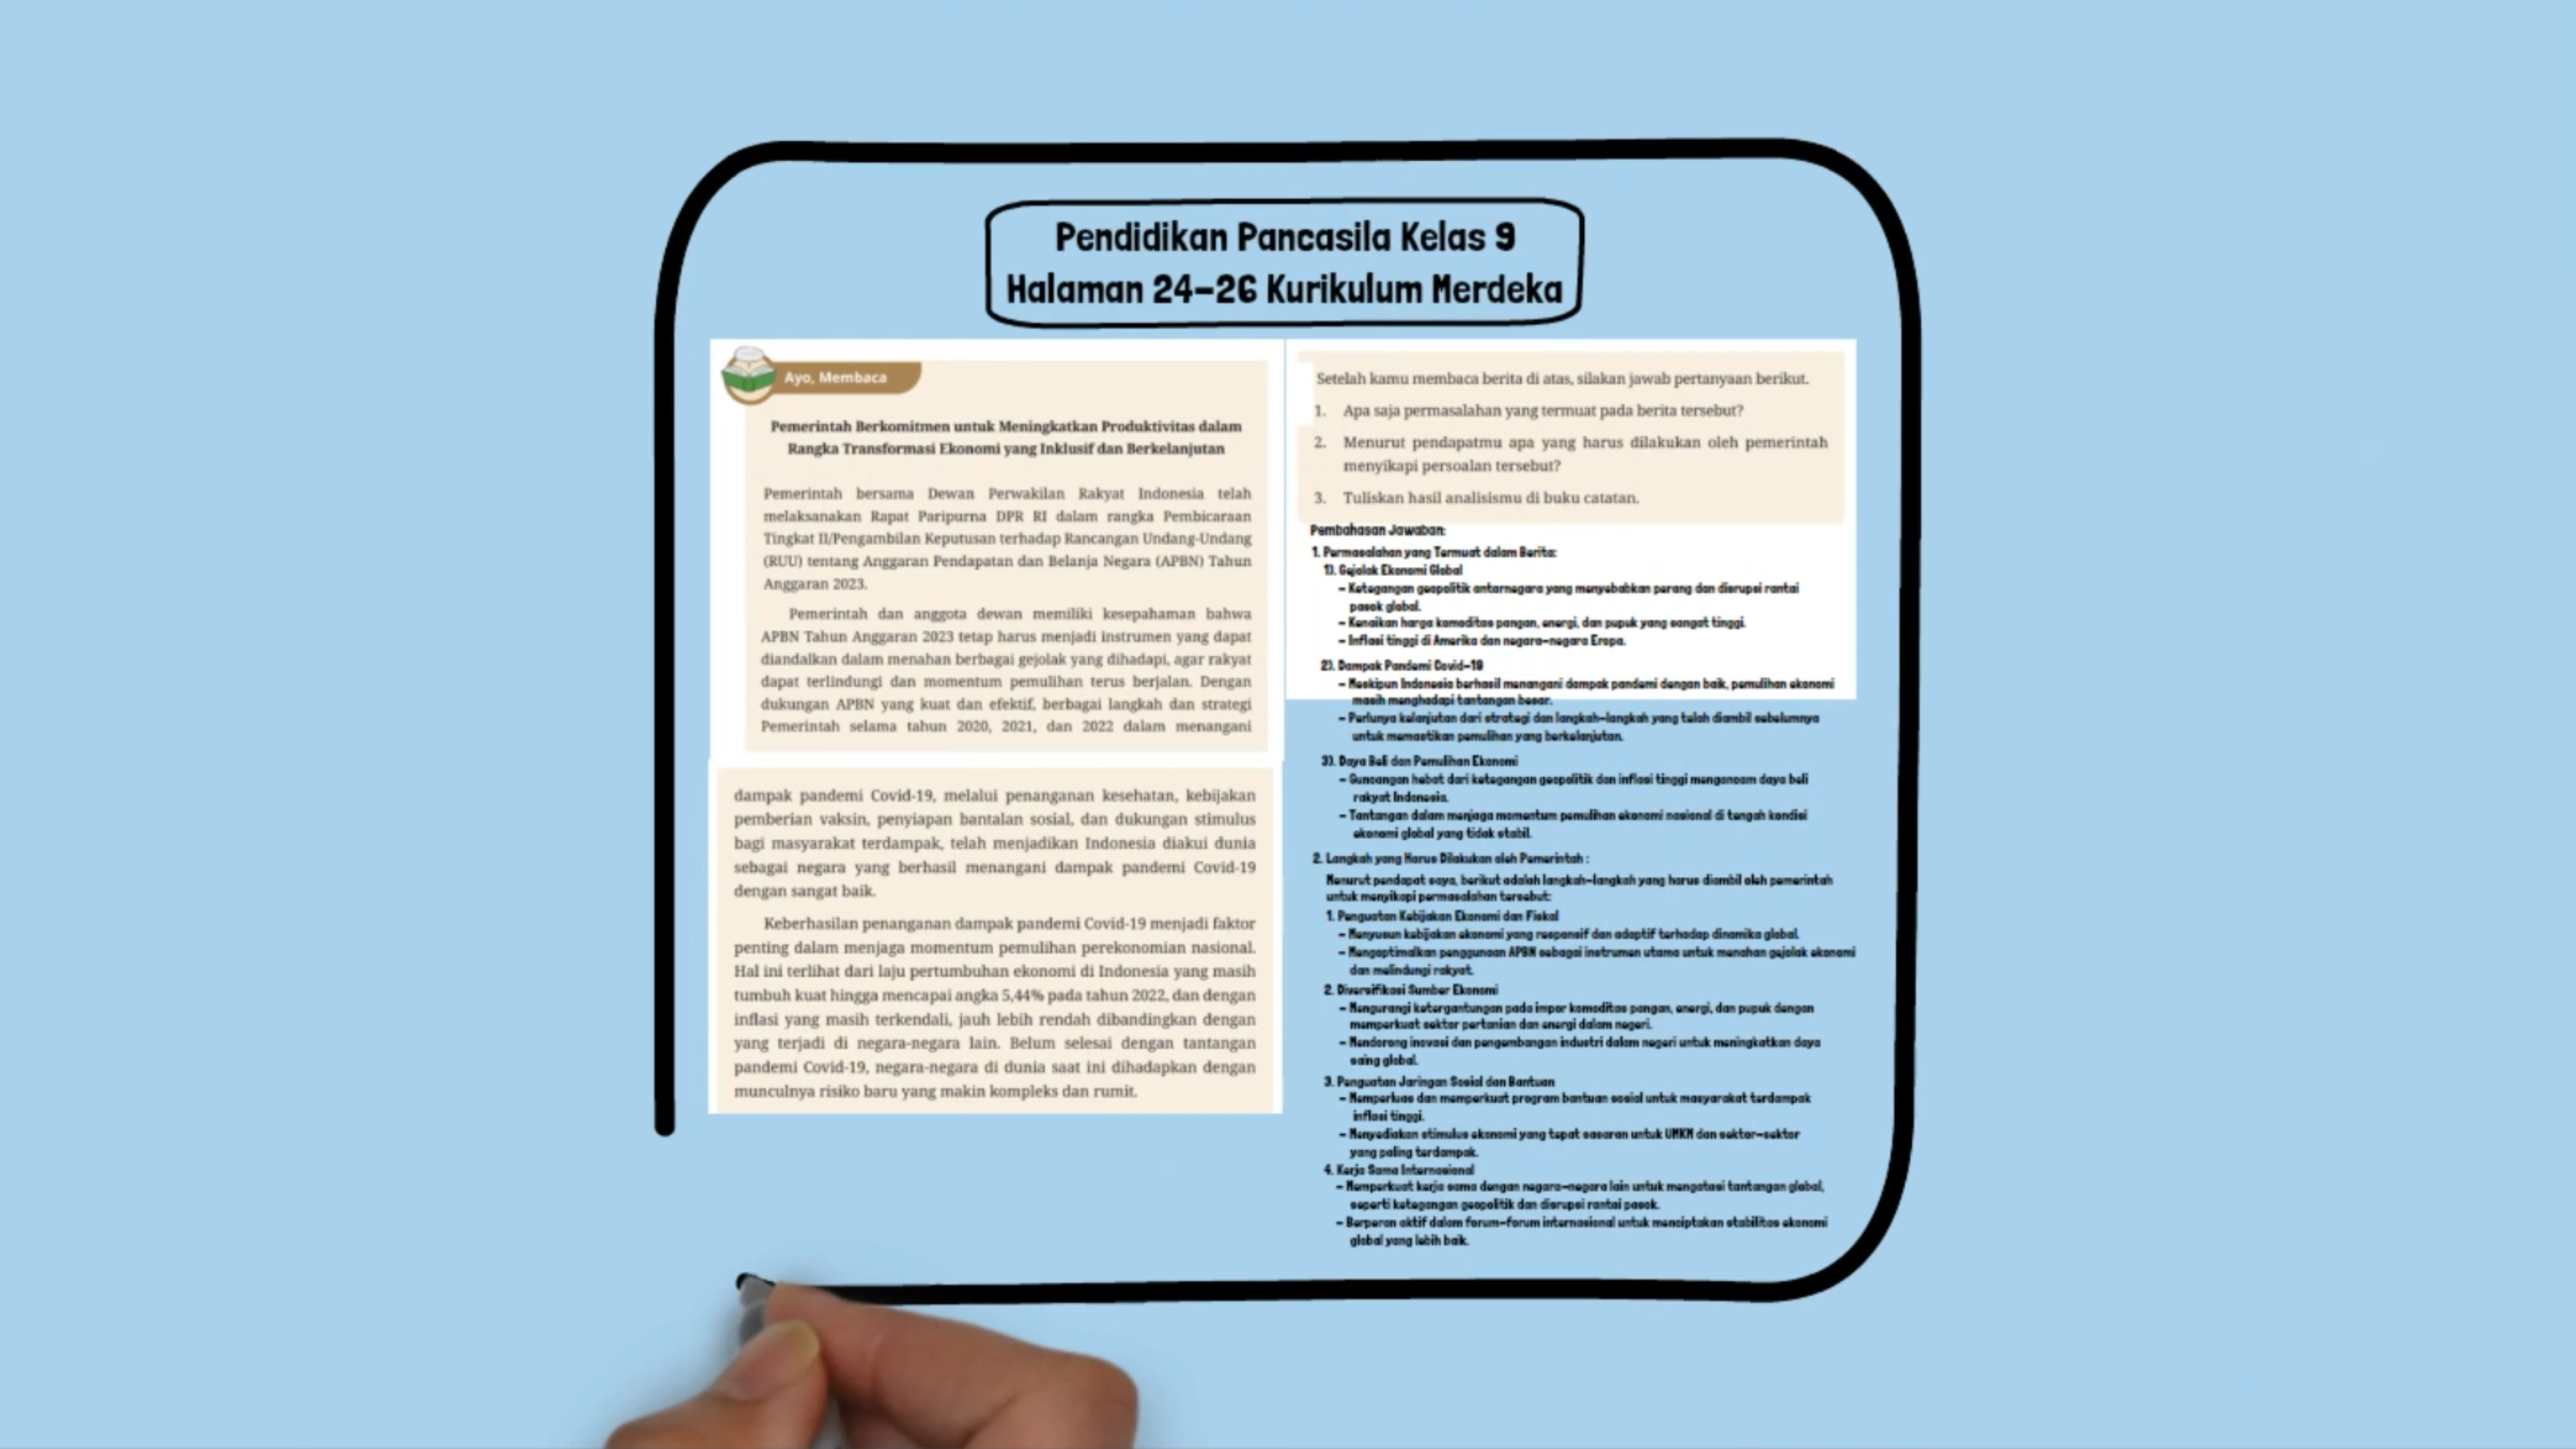 Pendidikan Pancasila Kelas 9
Halaman 24-26 Kurikulum Merdeka
Ayo, Membaca
Pemerintah Berkomitmen untuk Meningkatkan Produktivitas dalam
Rangka Transformasi Ekonomi yang Inklusif dan Berkelanjutan
Pemerintah bersama Dewan Perwakilan Rakyat Indonesia telah
melaksanakan Rapat Paripurna DPR RI dalam rangka Pembicaraan
Tingkat II/Pengambilan Keputusan terhadap Rancangan Undang-Undang
(RUU) tentang Anggaran Pendapatan dan Belanja Negara (APBN) Tahun
Anggaran 2023.
Pemerintah dan anggota dewan memiliki kesepahaman bahwa
APBN Tahun Anggaran 2023 tetap harus menjadi instrumen yang dapat
diandalkan dalam menahan berbagai gejolak yang dihadapi, agar rakyat
dapat terlindungi dan momentum pemulihan terus berjalan. Dengan
dukungan APBN yang kuat dan efektif, berbagai langkah dan strategi
Pemerintah selama tahun 2020, 2021, dan 2022 dalam menangani
dampak pandemi Covid-19, melalui penanganan kesehatan, kebijakan
pemberian vaksin, penyiapan bantalan sosial, dan dukungan stimulus
bagi masyarakat terdampak, telah menjadikan Indonesia diakui dunia
sebagai negara yang berhasil menangani dampak pandemi Covid-19
dengan sangat baik.
Keberhasilan penanganan dampak pandemi Covid-19 menjadi faktor
penting dalam menjaga momentum pemulihan perekonomian nasional.
Hal ini terlihat dari laju pertumbuhan ekonomi di Indonesia yang masih
tumbuh kuat hingga mencapai angka 5,44% pada tahun 2022, dan dengan
inflasi yang masih terkendali, jauh lebih rendah dibandingkan dengan
yang terjadi di negara-negara lain. Belum selesai dengan tantangan
pandemi Covid-19, negara-negara di dunia saat ini dihadapkan dengan
munculnya risiko baru yang makin kompleks dan rumit.
Setelah kamu membaca berita di atas, silakan jawab pertanyaan berikut.
1. Apa saja permasalahan yang termuat pada berita tersebut?
2. Menurut pendapatmu apa yang harus dilakukan oleh pemerintah
menyikapi persoalan tersebut?
3. Tuliskan hasil analisismu di buku catatan.
Pembahasan Jawaban:
1. Permasalahan yang Termuat dalam Berita:
1). Gejolak Ekonomi Global
- Ketegangan geopolitik antarnegara yang menyebabkan perang dan disrupsi rantai
pasok global.
- Kenaikan harga komoditas pangan, energi, dan pupuk yang sangat tinggi.
- Inflasi tinggi di Amerika dan negara-negara Eropa.
2). Dampak Pandemi Covid-19
- Meskipun Indonesia berhasil menangani dampak pandemi dengan baik, pemulihan ekonomi
masih menghadapi tantangan besar.
- Perlunya kelanjutan dari strategi dan langkah-langkah yang telah diambil sebelumnya
untuk memastikan pemulihan yang berkelanjutan.
3). Daya Beli dan Pemulihan Ekonomi
- Guncangan hebat dari ketegangan geopolitik dan inflasi tinggi mengancam daya beli
rakyat Indonesia.
- Tantangan dalam menjaga momentum pemulihan ekonomi nasional di tengah kondisi
ekonomi global yang tidak stabil.
2. Langkah yang Harus Dilakukan oleh Pemerintah :
Menurut pendapat saya, berikut adalah langkah-langkah yang harus diambil oleh pemerintah
untuk menyikapi permasalahan tersebut:
1. Penguatan Kebijakan Ekonomi dan Fiskal
- Menyusun kebijakan ekonomi yang responsif dan adaptif terhadap dinamika global.
- Mengoptimalkan penggunaan APBN sebagai instrumen utama untuk menahan gejolak ekonomi
dan melindungi rakyat.
2. Diversifikasi Sumber Ekonomi
- Mengurangi ketergantungan pada impor komoditas pangan, energi, dan pupuk dengan
memperkuat sektor pertanian dan energi dalam negeri.
- Mendorong inovasi dan pengembangan industri dalam negeri untuk meningkatkan daya
saing global.
3. Penguatan Jaringan Sosial dan Bantuan
- Memperluas dan memperkuat program bantuan sosial untuk masyarakat terdampak
inflasi tinggi.
- Menyediakan stimulus ekonomi yang tepat sasaran untuk UMKM dan sektor-sektor
yang paling terdampak.
4. Kerja Sama Internasional
- Memperkuat kerja sama dengan negara-negara lain untuk mengatasi tantangan global,
seperti ketegangan geopolitik dan disrupsi rantai pasok.
- Berperan aktif dalam forum-forum internasional untuk menciptakan stabilitas ekonomi
global yang lebih baik.